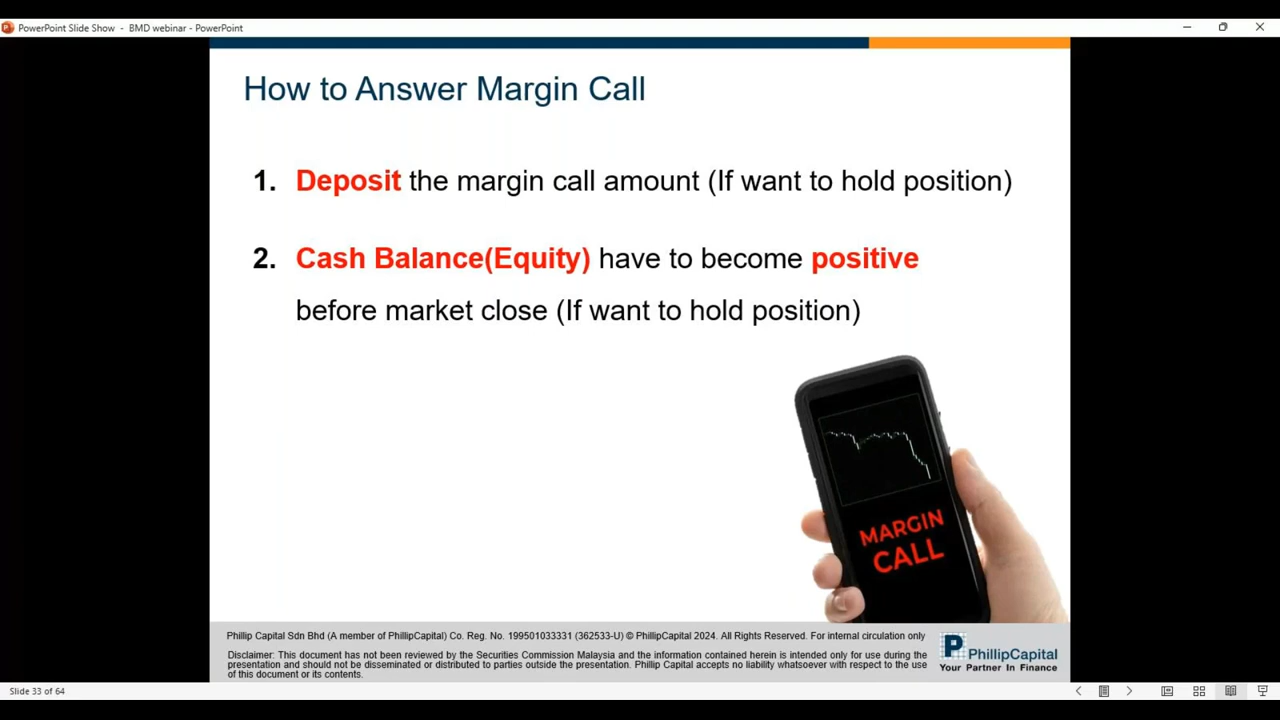 PowerPoint Slide Show - BMD webinar - PowerPoint
How to Answer Margin Call
1. Deposit the margin call amount (If want to hold position)
2. Cash Balance(Equity) have to become positive
before market close (If want to hold position)
MARGIN
CALL
Phillip Capital Sdn Bhd (A member of PhillipCapital) Co. Reg. No. 199501033331 (362533-U) © PhillipCapital 2024. All Rights Reserved. For internal circulation only
Disclaimer: This document has not been reviewed by the Securities Commission Malaysia and the information contained herein is intended only for use during the
presentation and should not be disseminated or distributed to parties outside the presentation. Phillip Capital accepts no liability whatsoever with respect to the use
of this document or its contents.
P PhillipCapital
Your Partner In Finance
Slide 33 of 64